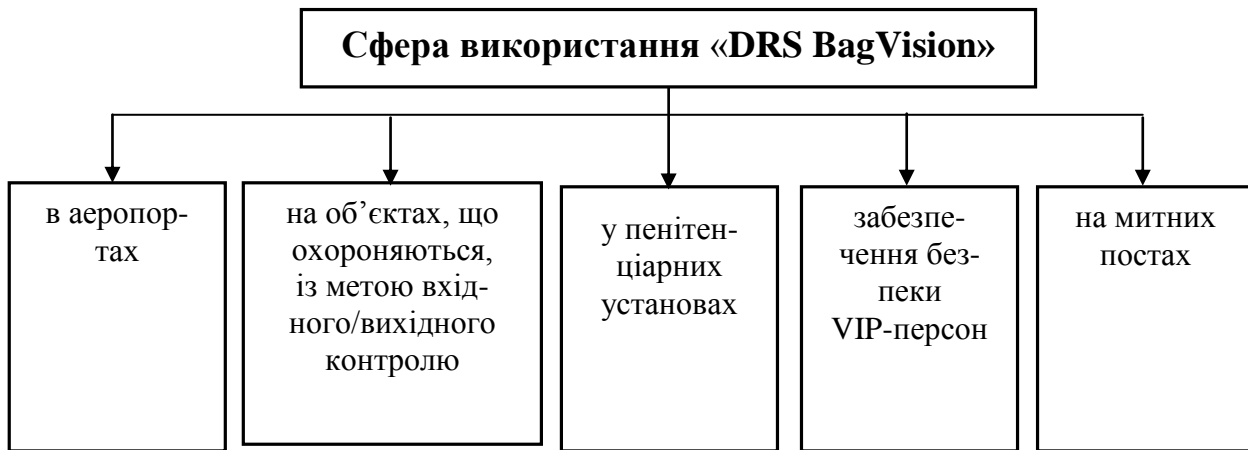 Сфера використання «DRS BagVision»
в аеропор-
тах
на об’єктах, що
охороняються,
із метою вхід-
ного/вихідного
контролю
у пенітен-
ціарних
установах
забезпе-
чення без-
пеки
VIP-персон
на митних
постах